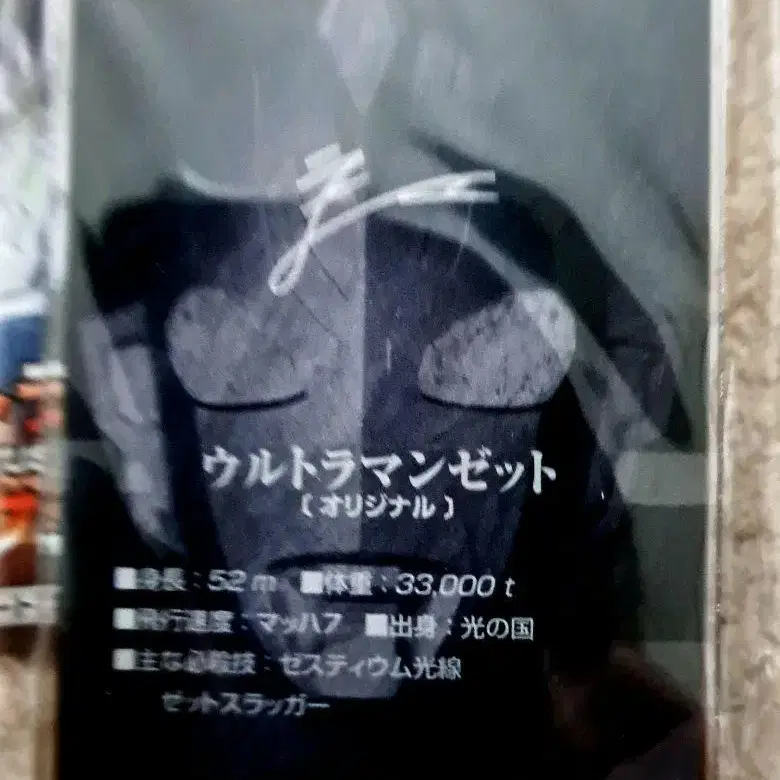 ウルトラマンゼット
〔オリジナル〕
■身長：52m ■体重：33,000t
■飛行速度：マッハ7 ■出身：光の国
■主な必殺技：ゼスティウム光線
ゼットスラッガー